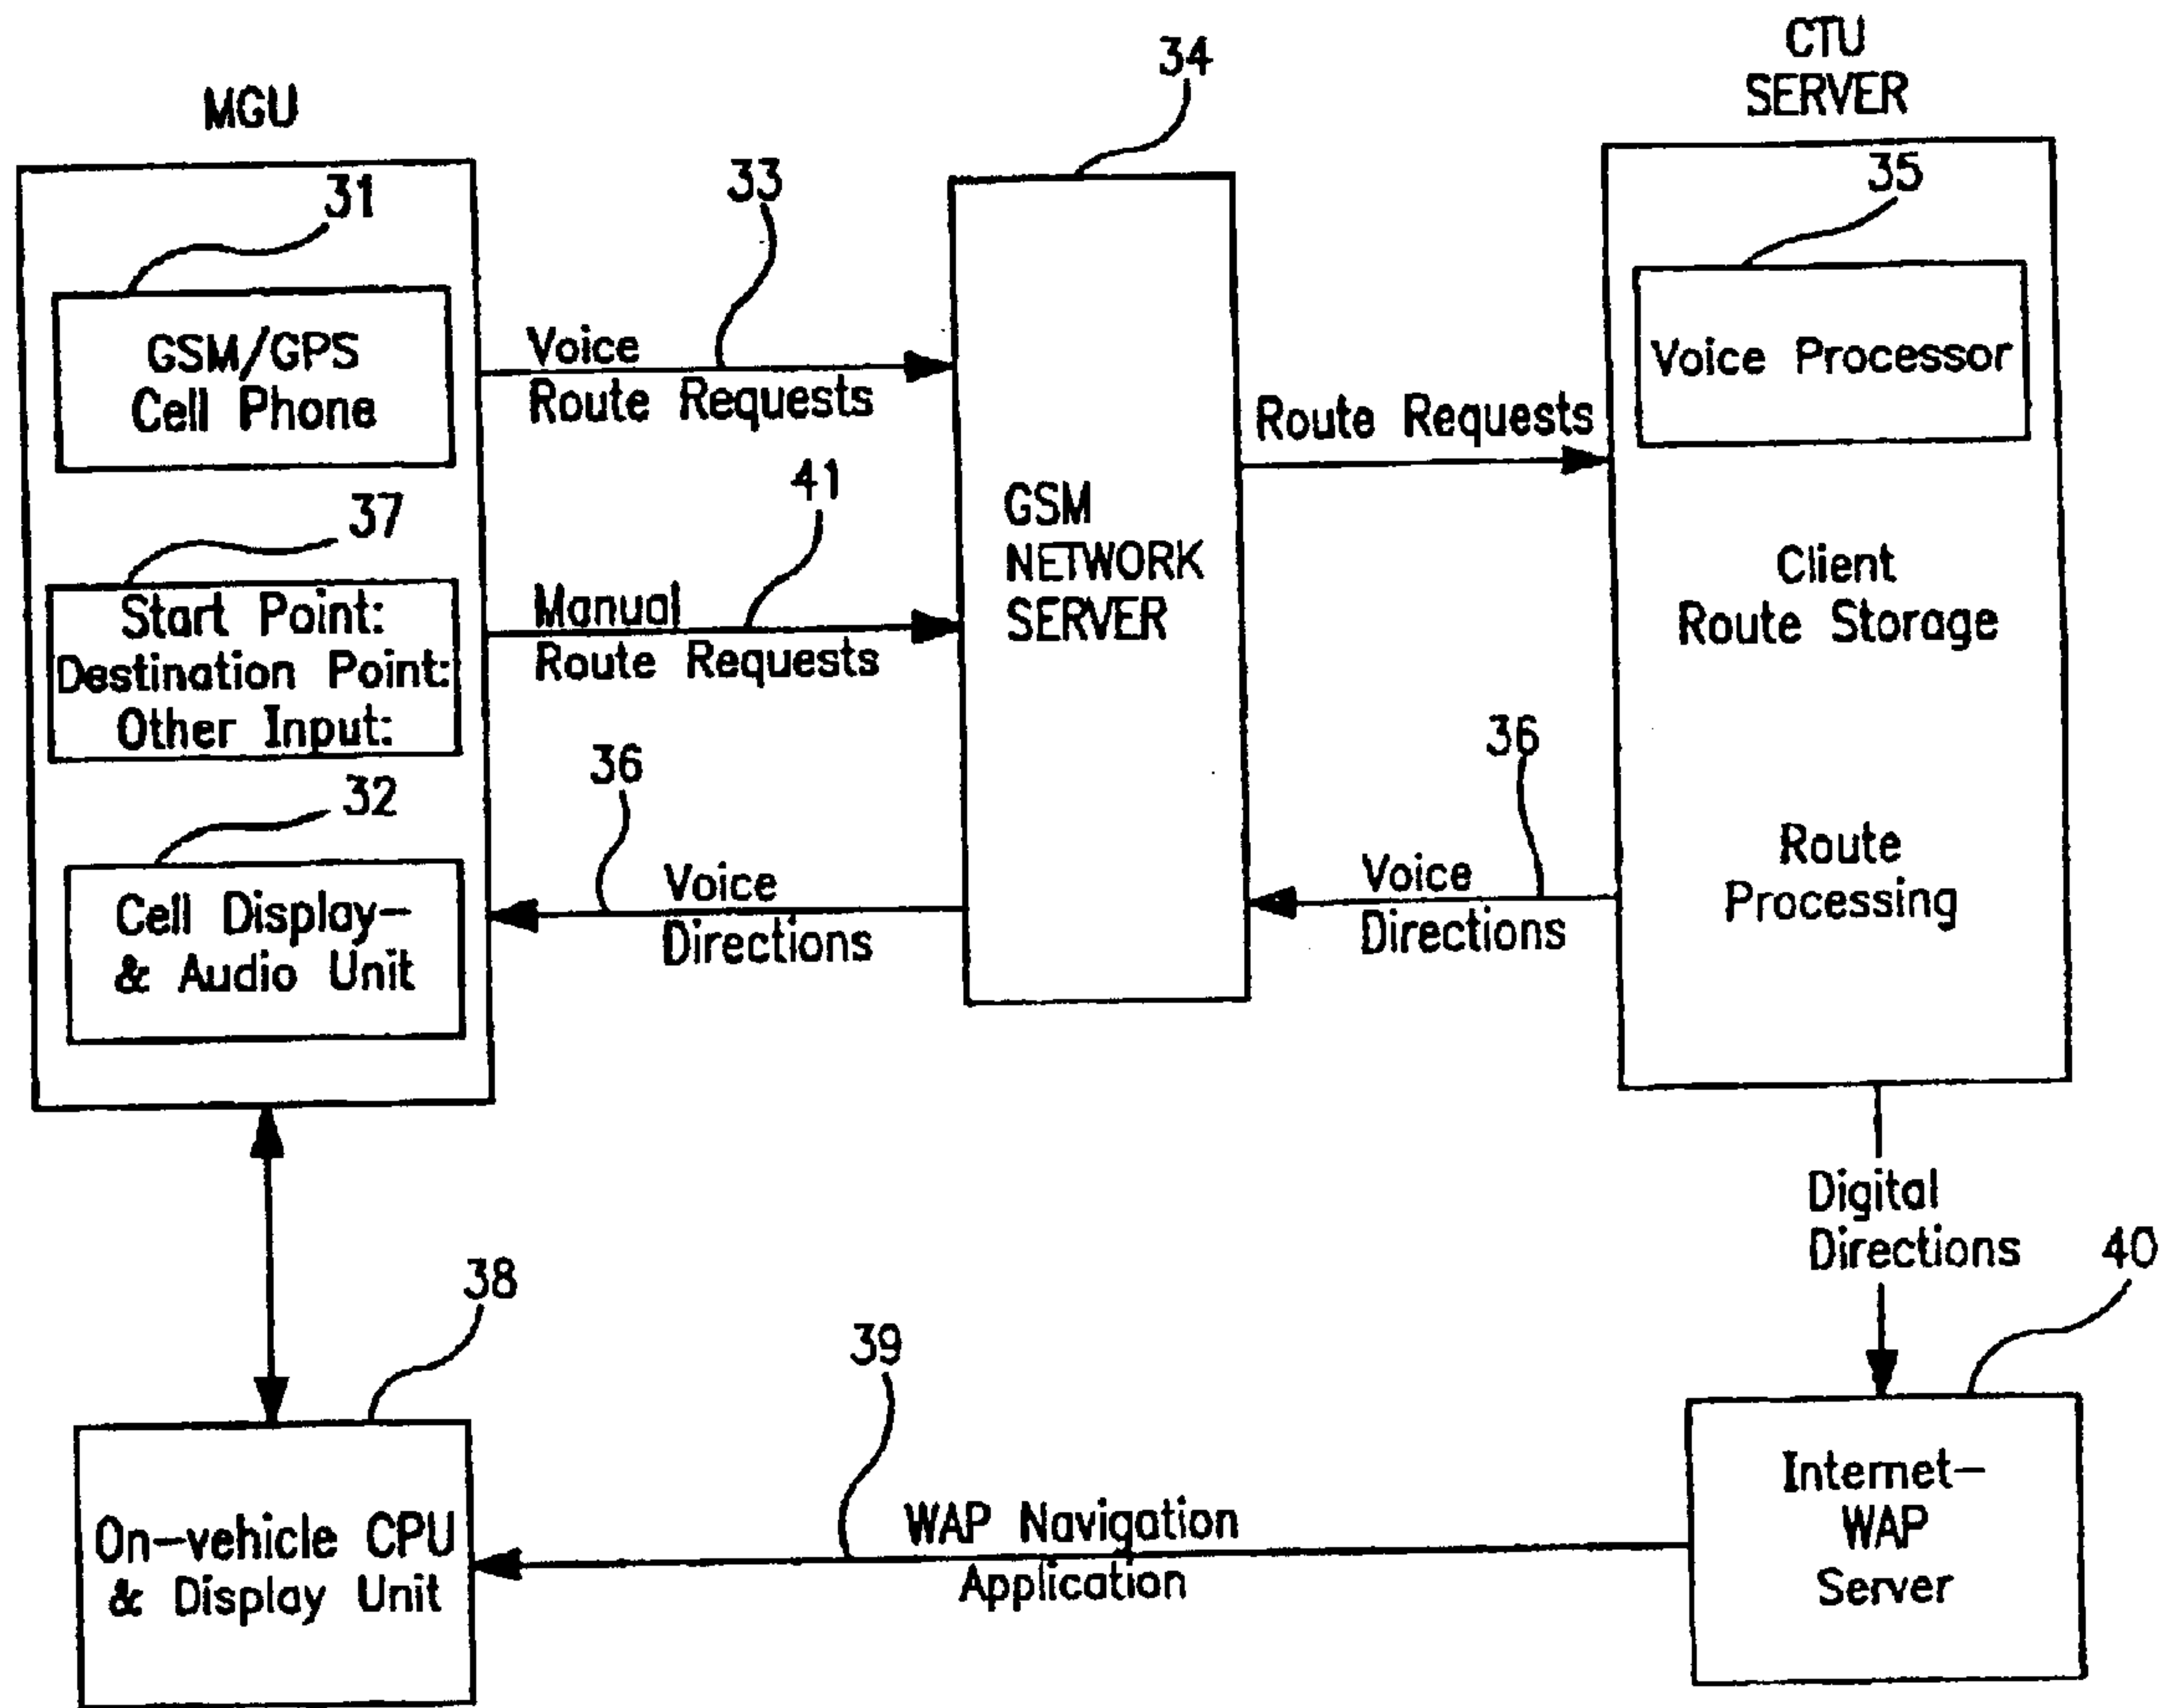 MGU
31
GSM/GPS
Cell Phone
37
Start Point:
Destination Point:
Other Input:
32
Cell Display-
& Audio Unit
33
Voice
Route Requests
41
Manual
Route Requests
36
Voice
Directions
34
GSM
NETWORK
SERVER
Route Requests
36
Voice
Directions
CTU
SERVER
35
Voice Processor
Client
Route Storage
Route
Processing
Digital
Directions
40
Internet-
WAP
Server
39
WAP Navigation
Application
38
On-vehicle CPU
& Display Unit